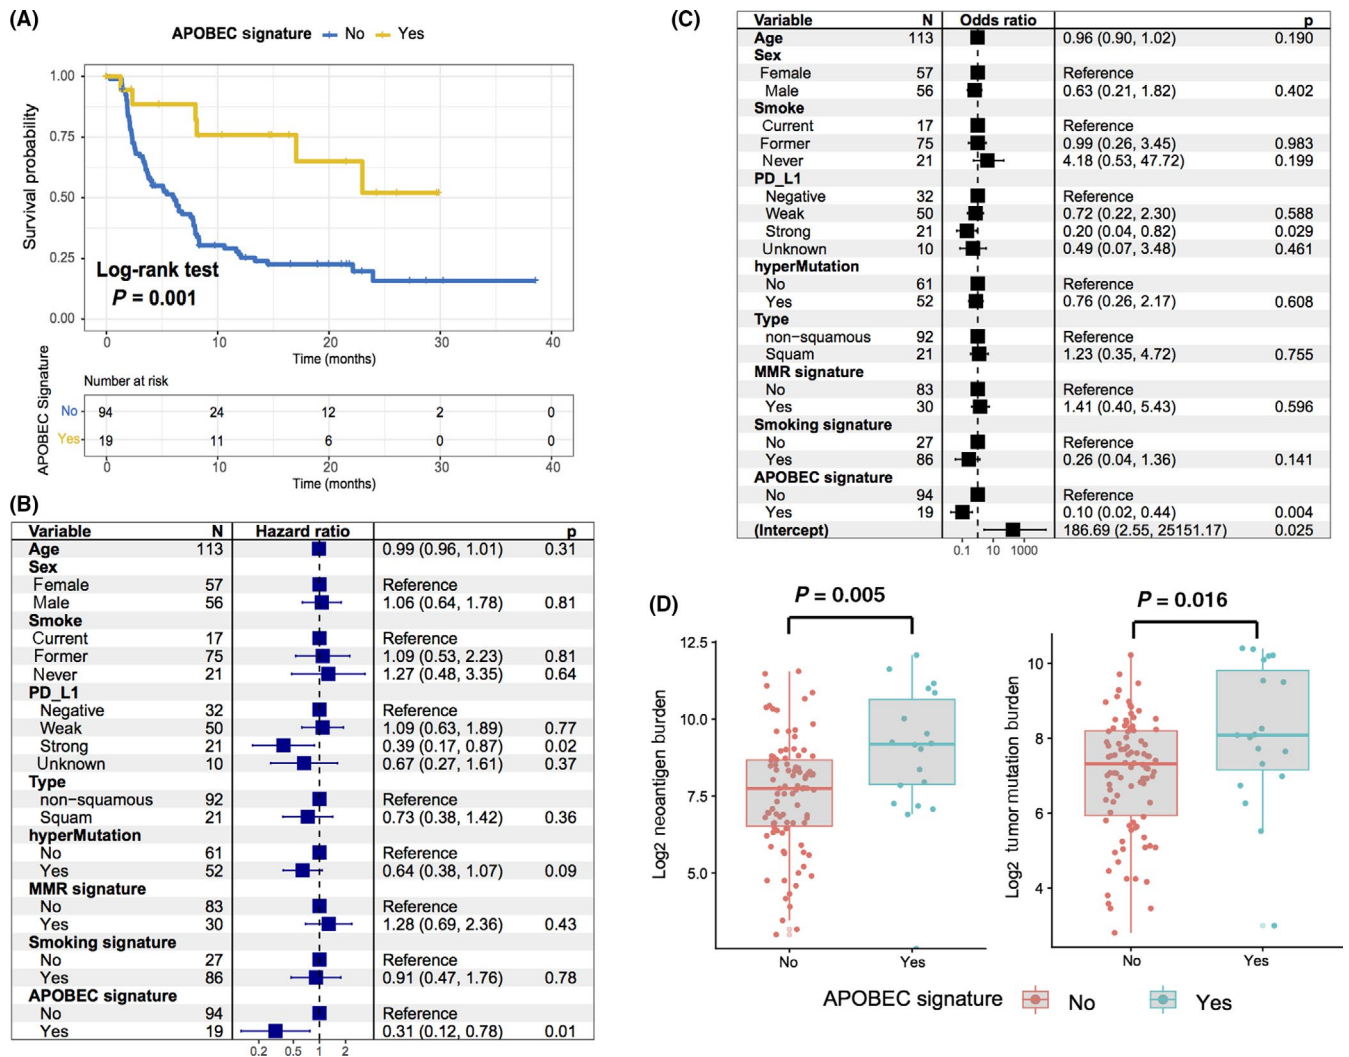 (A)
APOBEC signature No Yes
Survival probability
1.00
0.75
0.50
0.25
0.00
Log-rank test
P = 0.001
0 10 20 30 40
Time (months)
APOBEC Signature
Number at risk
No 94 24 12 2 0
Yes 19 11 6 0 0
0 10 20 30 40
Time (months)
(B)
Variable N Hazard ratio p
Age 113 0.99 (0.96, 1.01) 0.31
Sex
Female 57 Reference
Male 56 1.06 (0.64, 1.78) 0.81
Smoke
Current 17 Reference
Former 75 1.09 (0.53, 2.23) 0.81
Never 21 1.27 (0.48, 3.35) 0.64
PD_L1
Negative 32 Reference
Weak 50 1.09 (0.63, 1.89) 0.77
Strong 21 0.39 (0.17, 0.87) 0.02
Unknown 10 0.67 (0.27, 1.61) 0.37
Type
non-squamous 92 Reference
Squam 21 0.73 (0.38, 1.42) 0.36
hyperMutation
No 61 Reference
Yes 52 0.64 (0.38, 1.07) 0.09
MMR signature
No 83 Reference
Yes 30 1.28 (0.69, 2.36) 0.43
Smoking signature
No 27 Reference
Yes 86 0.91 (0.47, 1.76) 0.78
APOBEC signature
No 94 Reference
Yes 19 0.31 (0.12, 0.78) 0.01
0.2 0.5 1 2
(C)
Variable N Odds ratio p
Age 113 0.96 (0.90, 1.02) 0.190
Sex
Female 57 Reference
Male 56 0.63 (0.21, 1.82) 0.402
Smoke
Current 17 Reference
Former 75 0.99 (0.26, 3.45) 0.983
Never 21 4.18 (0.53, 47.72) 0.199
PD_L1
Negative 32 Reference
Weak 50 0.72 (0.22, 2.30) 0.588
Strong 21 0.20 (0.04, 0.82) 0.029
Unknown 10 0.49 (0.07, 3.48) 0.461
hyperMutation
No 61 Reference
Yes 52 0.76 (0.26, 2.17) 0.608
Type
non-squamous 92 Reference
Squam 21 1.23 (0.35, 4.72) 0.755
MMR signature
No 83 Reference
Yes 30 1.41 (0.40, 5.43) 0.596
Smoking signature
No 27 Reference
Yes 86 0.26 (0.04, 1.36) 0.141
APOBEC signature
No 94 Reference
Yes 19 0.10 (0.02, 0.44) 0.004
(Intercept) 186.69 (2.55, 25151.17) 0.025
0.1 10 1000
(D)
P = 0.005
Log2 neoantigen burden
12.5
10.0
7.5
5.0
No Yes
P = 0.016
Log2 tumor mutation burden
10
8
6
4
No Yes
APOBEC signature No Yes